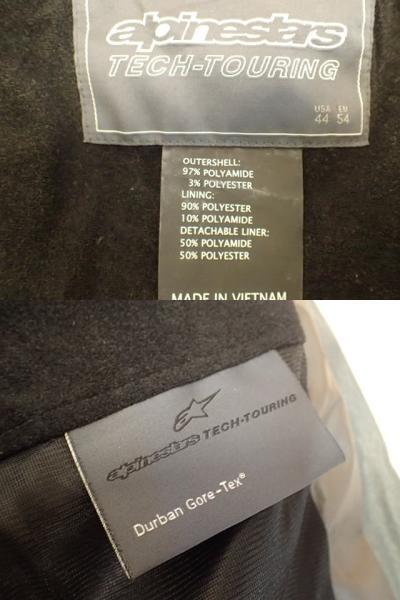 alpinestars
TECH-TOURING
USA EU
44 54
OUTERSHELL:
97% POLYAMIDE
3% POLYESTER
LINING:
90% POLYESTER
10% POLYAMIDE
DETACHABLE LINER:
50% POLYAMIDE
50% POLYESTER
MADE IN VIETNAM
alpinestars TECH-TOURING
Durban Gore-Tex®